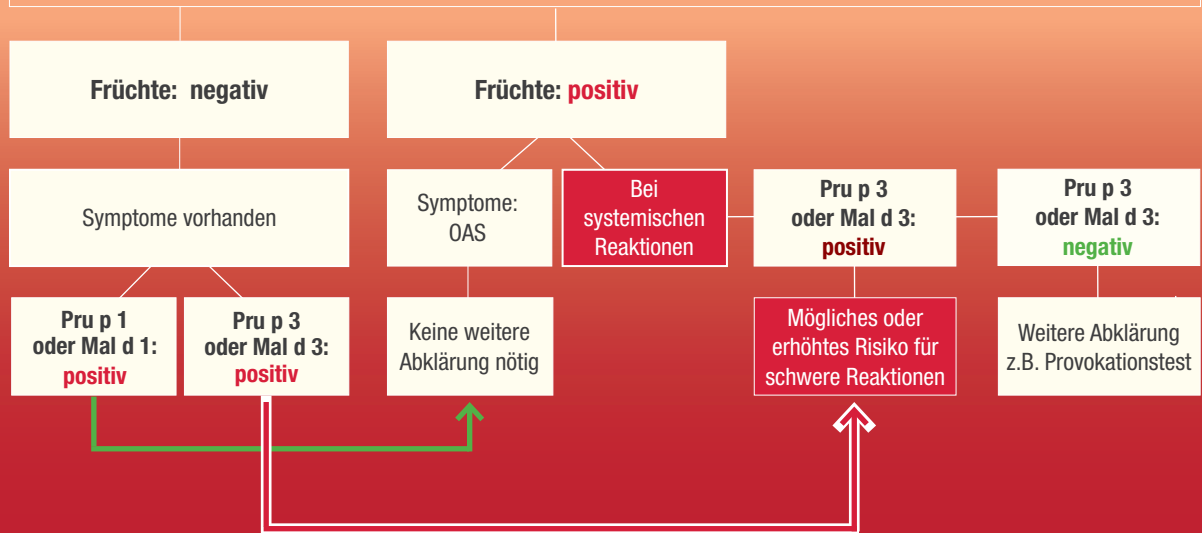 Früchte: negativ
Früchte: positiv
Symptome vorhanden
Symptome:
OAS
Bei
systemischen
Reaktionen
Pru p 3
oder Mal d 3:
positiv
Pru p 3
oder Mal d 3:
negativ
Pru p 1
oder Mal d 1:
positiv
Pru p 3
oder Mal d 3:
positiv
Keine weitere
Abklärung nötig
Mögliches oder
erhöhtes Risiko für
schwere Reaktionen
Weitere Abklärung
z.B. Provokationstest